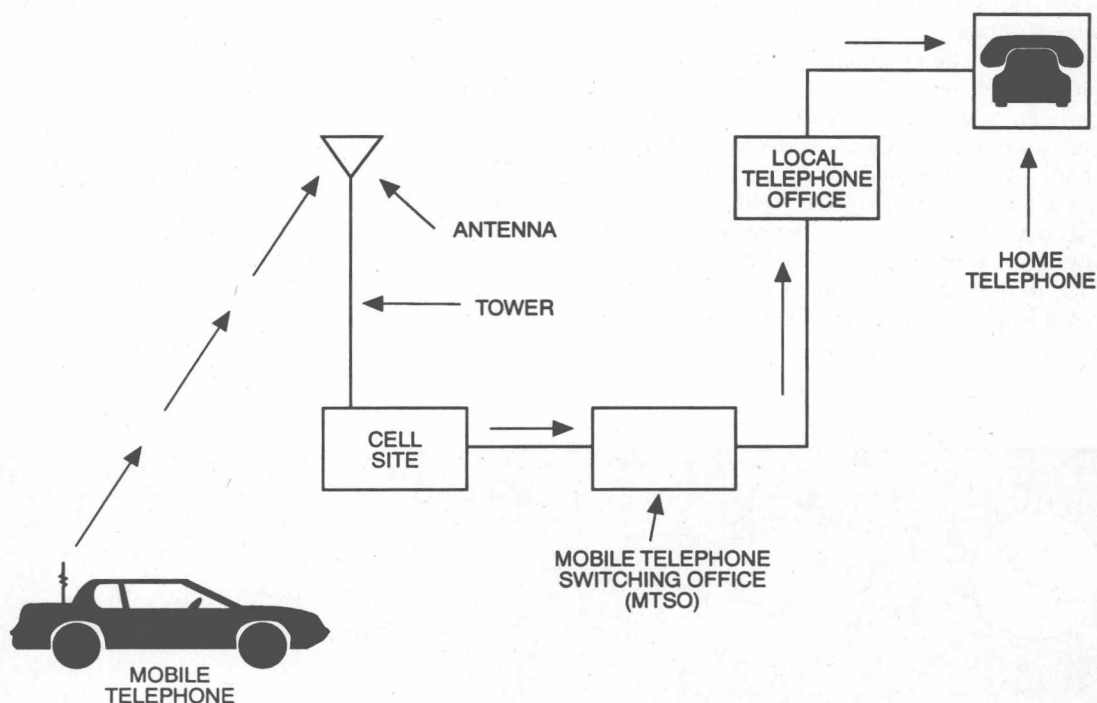 ANTENNA
TOWER
LOCAL
TELEPHONE
OFFICE
HOME
TELEPHONE
CELL
SITE
MOBILE TELEPHONE
SWITCHING OFFICE
(MTSO)
MOBILE
TELEPHONE